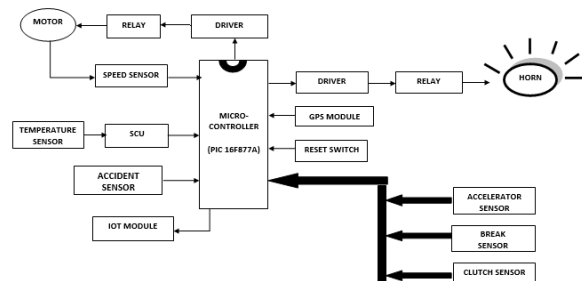 MOTOR
RELAY
DRIVER
SPEED SENSOR
HORN
DRIVER
RELAY
MICRO-
CONTROLLER
(PIC 16F877A)
GPS MODULE
TEMPERATURE
SENSOR
SCU
RESET SWITCH
ACCIDENT
SENSOR
ACCELERATOR
SENSOR
IOT MODULE
BREAK
SENSOR
CLUTCH SENSOR